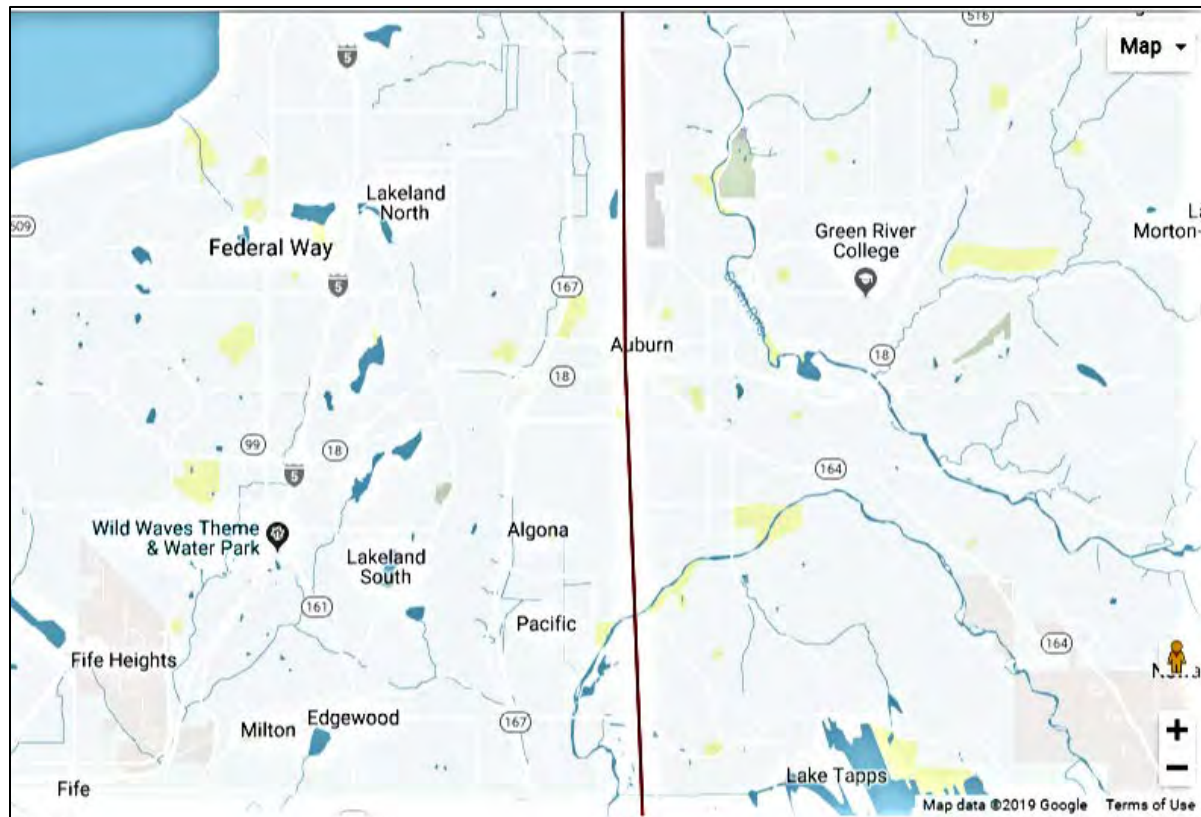 516
Map
5
Lakeland
North
509
Federal Way
Green River
College
Morton-
5
167
Auburn
18
18
99
18
5
164
Wild Waves Theme
& Water Park
Algona
Lakeland
South
161
Pacific
164
Fife Heights
Milton
Edgewood
167
+
−
Fife
Lake Tapps
Map data ©2019 Google
Terms of Use